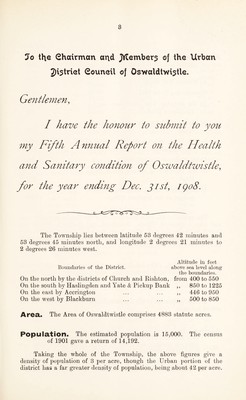 3
To the Chairman and Members of the Urban
District Council of Oswaldtwistle.
Gentlemen,
I have the honour to submit to you
my Fifth Annual Report on the Health
and Sanitary condition of Oswaldtwistle,
for the year ending Dec. 31st, 1908.
The Township lies between latitude 53 degrees 42 minutes and
53 degrees 45 minutes north, and longitude 2 degrees 21 minutes to
2 degrees 26 minutes west.
Altitude in feet
Boundaries of the District. above sea level along
the boundaries.
On the north by the districts of Church and Rishton, from 400 to 550
On the south by Haslingden and Yate & Pickup Bank „ 850 to 1225
On the east by Accrington ... ... „ 446 to 950
On the west by Blackburn ... ... „ 500 to 850
Area. The Area of Oswaldtwistle comprises 4883 statute acres.
Population. The estimated population is 15,000. The census
of 1901 gave a return of 14,192.
Taking the whole of the Township, the above figures give a
density of population of 3 per acre, though the Urban portion of the
district has a far greater density of population, being about 42 per acre.